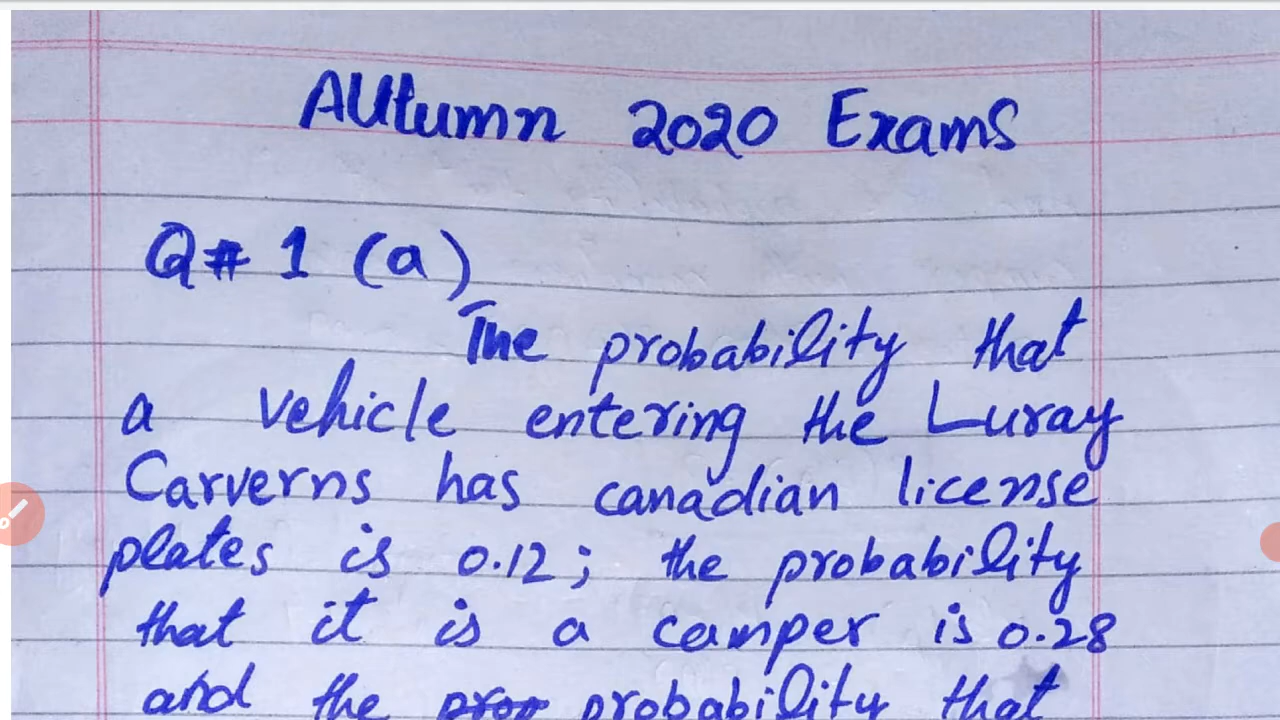 AUtumn 2020 Exams
Q# 1 (a)
The probability that
a vehicle entering the Luray
Carverns has canadian license
plates is 0.12; the probability
that it is a camper is 0.28
and the probability that